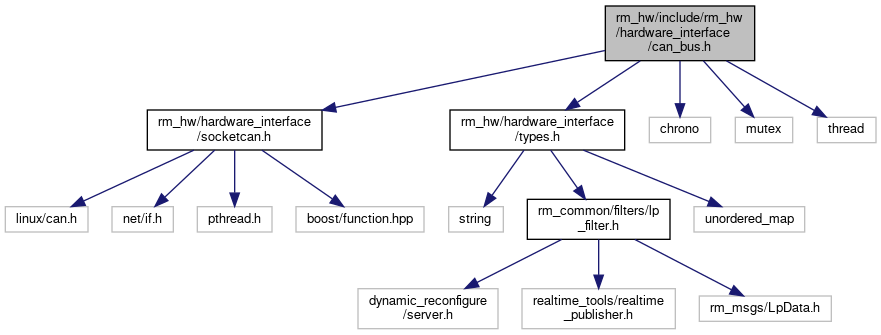 rm_hw/include/rm_hw
/hardware_interface
/can_bus.h
rm_hw/hardware_interface
/socketcan.h
rm_hw/hardware_interface
/types.h
chrono
mutex
thread
linux/can.h
net/if.h
pthread.h
boost/function.hpp
string
rm_common/filters/lp
_filter.h
unordered_map
dynamic_reconfigure
/server.h
realtime_tools/realtime
_publisher.h
rm_msgs/LpData.h